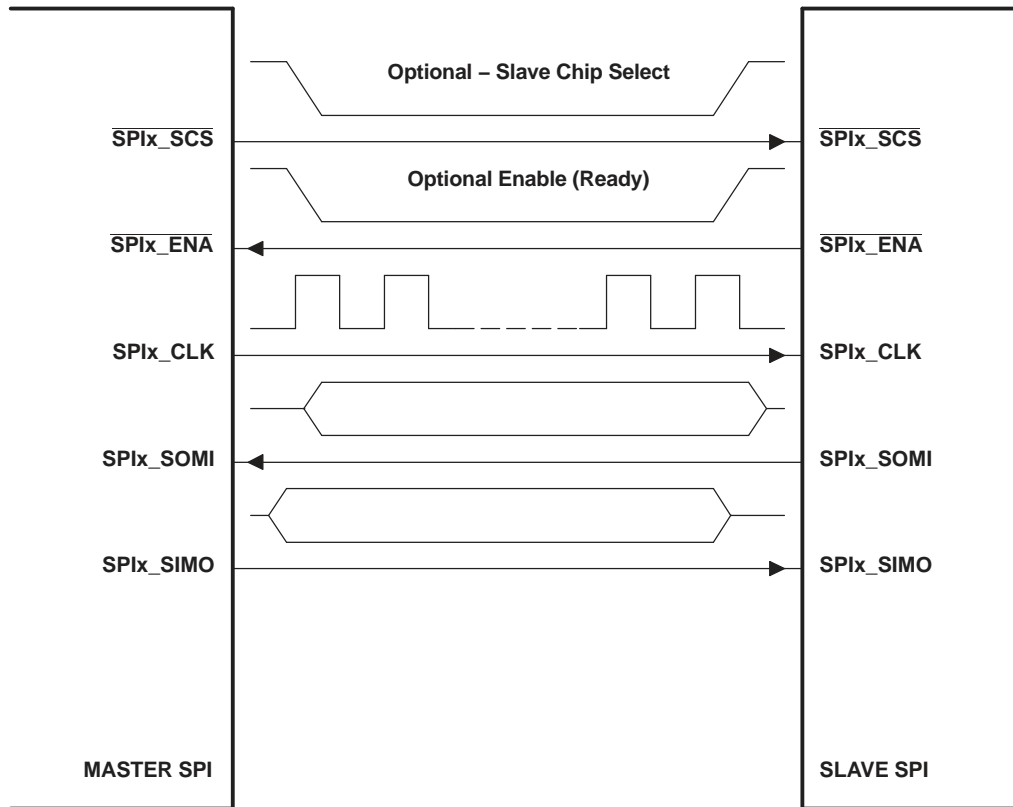 Optional – Slave Chip Select
SPIx_SCS SPIx_SCS
Optional Enable (Ready)
SPIx_ENA SPIx_ENA
SPIx_CLK SPIx_CLK
SPIx_SOMI SPIx_SOMI
SPIx_SIMO SPIx_SIMO
MASTER SPI SLAVE SPI